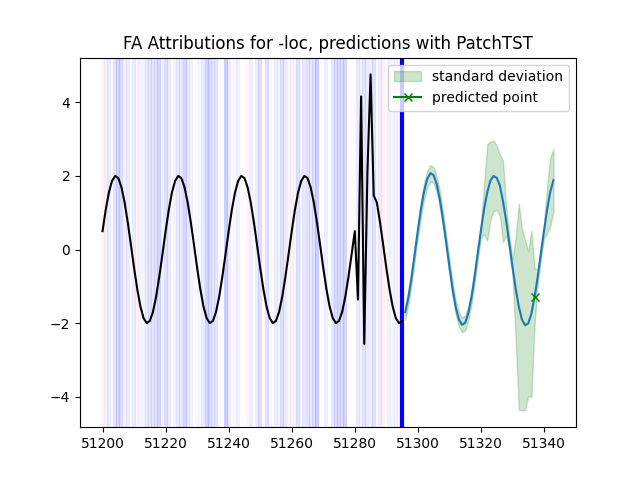 FA Attributions for -loc, predictions with PatchTST
standard deviation
predicted point
4
2
0
−2
−4
51200 51220 51240 51260 51280 51300 51320 51340